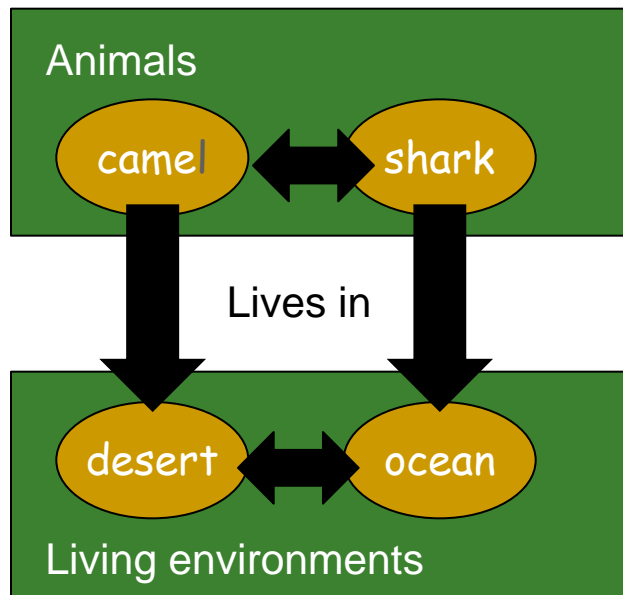 Animals
camel shark
Lives in
desert ocean
Living environments